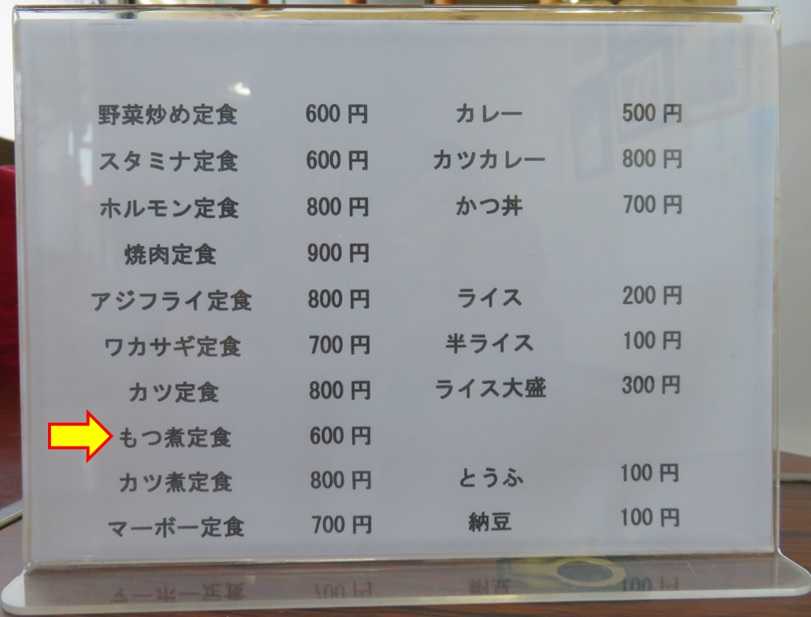 野菜炒め定食 600円 カレー 500円
スタミナ定食 600円 カツカレー 800円
ホルモン定食 800円 かつ丼 700円
焼肉定食 900円
アジフライ定食 800円 ライス 200円
ワカサギ定食 700円 半ライス 100円
カツ定食 800円 ライス大盛 300円
もつ煮定食 600円
カツ煮定食 800円 とうふ 100円
マーボー定食 700円 納豆 100円